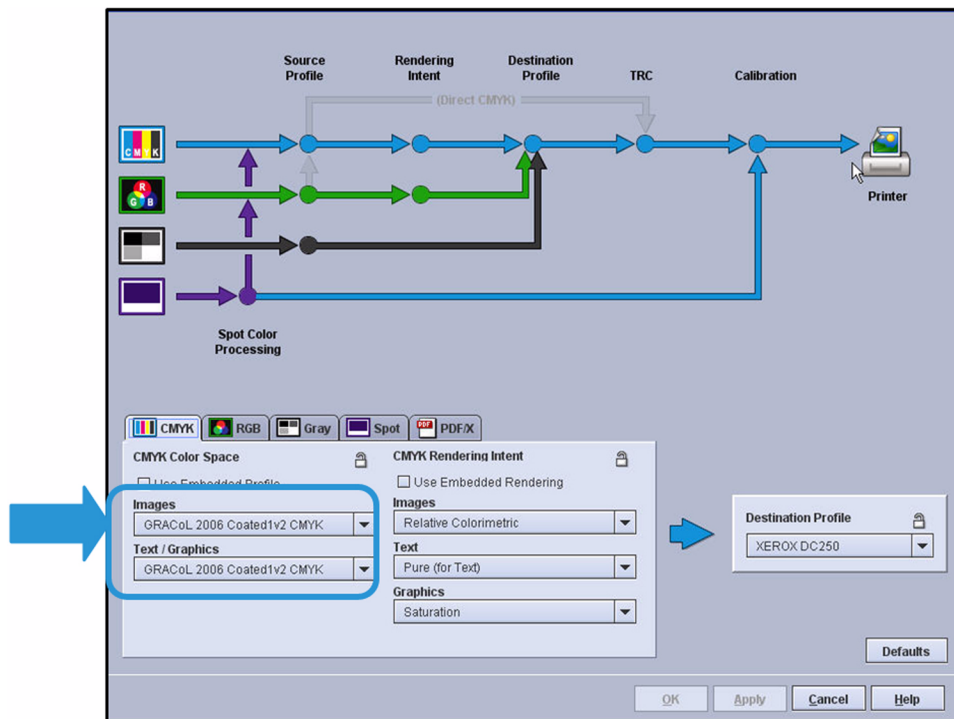 Source
Profile
Rendering
Intent
Destination
Profile
TRC
Calibration
(Direct CMYK)
CMYK
R
G B
Printer
Spot Color
Processing
CMYK
RGB
Gray
Spot
PDF
PDF/X
CMYK Color Space
Use Embedded Profile
Images
GRACoL 2006 Coated1v2 CMYK
Text / Graphics
GRACoL 2006 Coated1v2 CMYK
CMYK Rendering Intent
Use Embedded Rendering
Images
Relative Colorimetric
Text
Pure (for Text)
Graphics
Saturation
Destination Profile
XEROX DC250
Defaults
OK
Apply
Cancel
Help